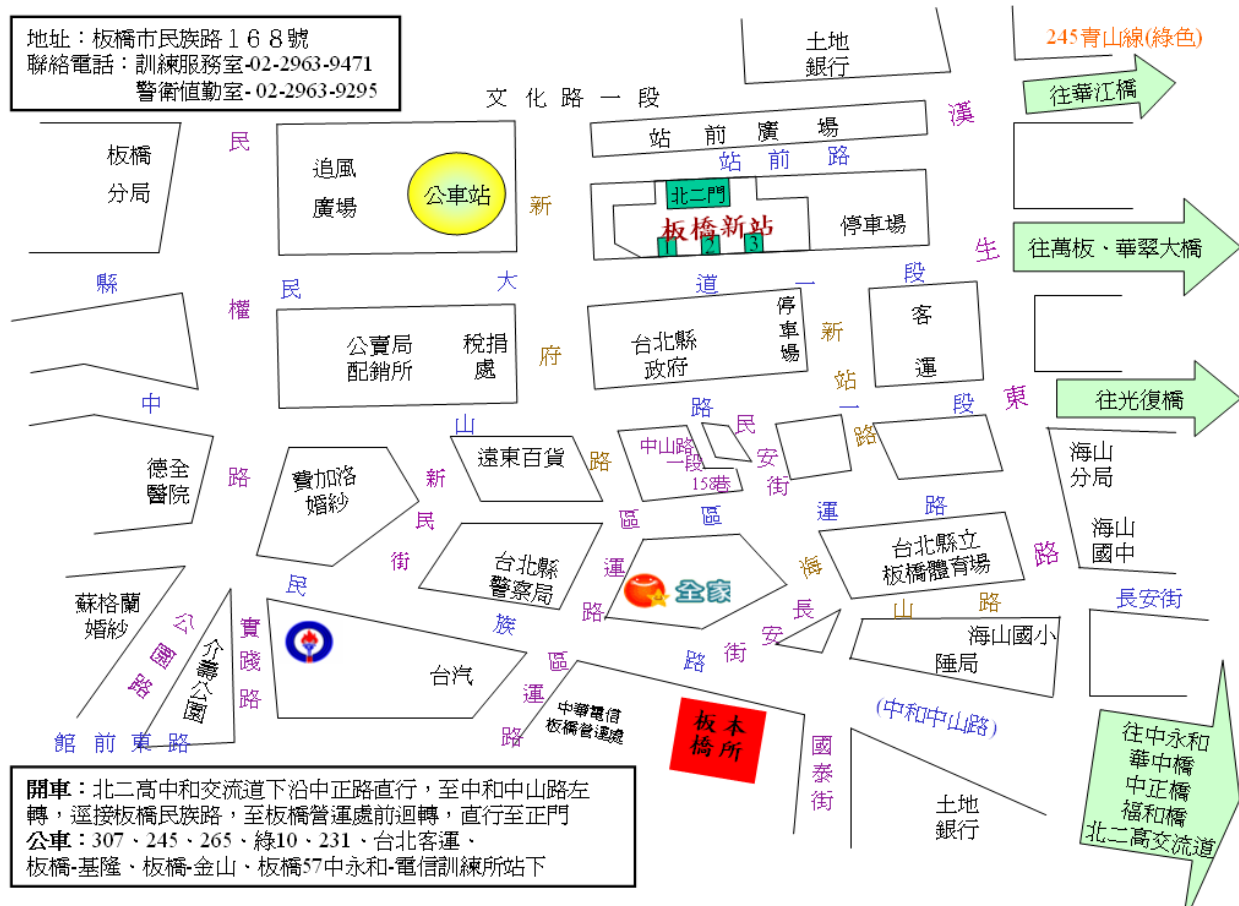 地址：板橋市民族路１６８號
聯絡電話：訓練服務室-02-2963-9471
警衛值勤室- 02-2963-9295
245青山線(綠色)
土地
銀行
往華江橋
文化路一段
漢生東路
站前廣場
站前路
板橋
分局
民權路
追風
廣場
公車站
新府路
北二門
板橋新站
1 2 3
停車場
往萬板、華翠大橋
縣民大道一段
公賣局
配銷所
稅捐
處
台北縣
政府
停車場
新站路
客運
往光復橋
中山路一段
民安街
德全
醫院
費加洛
婚紗
新民街
遠東百貨
中山路
一段
158巷
海山
分局
海山
國中
區運路
區運路
台北縣
警察局
全家
海山路
台北縣立
板橋體育場
長安街
蘇格蘭
婚紗
公園路
介壽公園
實踐路
民族路
台汽
長安街
海山國小
陲局
區運路
中華電信
板橋營運處
本所
板橋
(中和中山路)
國泰街
館前東路
土地
銀行
往中永和
華中橋
中正橋
福和橋
北二高交流道
開車：北二高中和交流道下沿中正路直行，至中和中山路左
轉，逕接板橋民族路，至板橋營運處前迴轉，直行至正門
公車：307、245、265、綠10、231、台北客運、
板橋-基隆、板橋-金山、板橋57中永和-電信訓練所站下